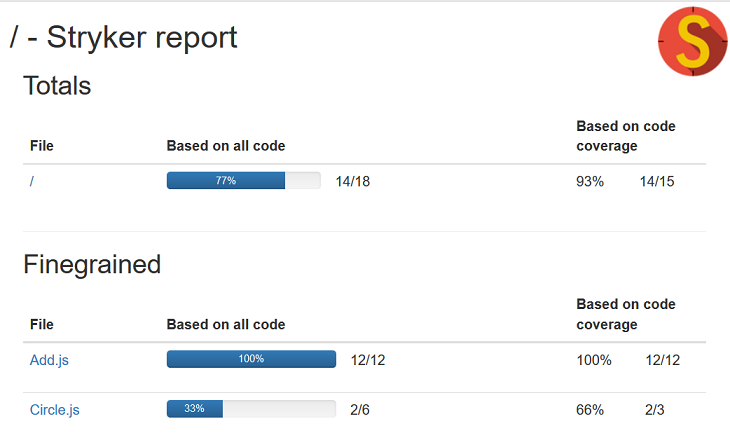 / - Stryker report
S
Totals
File Based on all code Based on code coverage
/ 77% 14/18 93% 14/15
Finegrained
File Based on all code Based on code coverage
Add.js 100% 12/12 100% 12/12
Circle.js 33% 2/6 66% 2/3